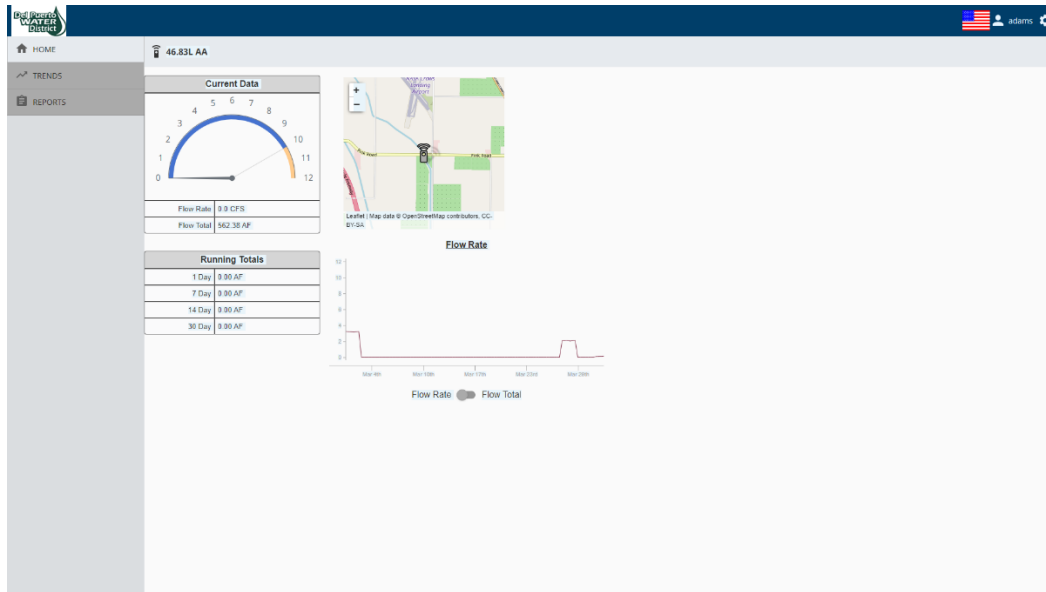 Del Puerto
WATER
District
adams
HOME
46.83L AA
TRENDS
REPORTS
Current Data
0 1 2 3 4 5 6 7 8 9 10 11 12
Flow Rate 0.0 CFS
Flow Total 562.38 AF
+
−
Airport
Leaflet | Map data © OpenStreetMap contributors, CC-
BY-SA
Running Totals
1 Day 0.00 AF
7 Day 0.00 AF
14 Day 0.00 AF
30 Day 0.00 AF
Flow Rate
10
8
6
4
2
0
Mar 4th Mar 10th Mar 17th
Flow Rate Flow Total